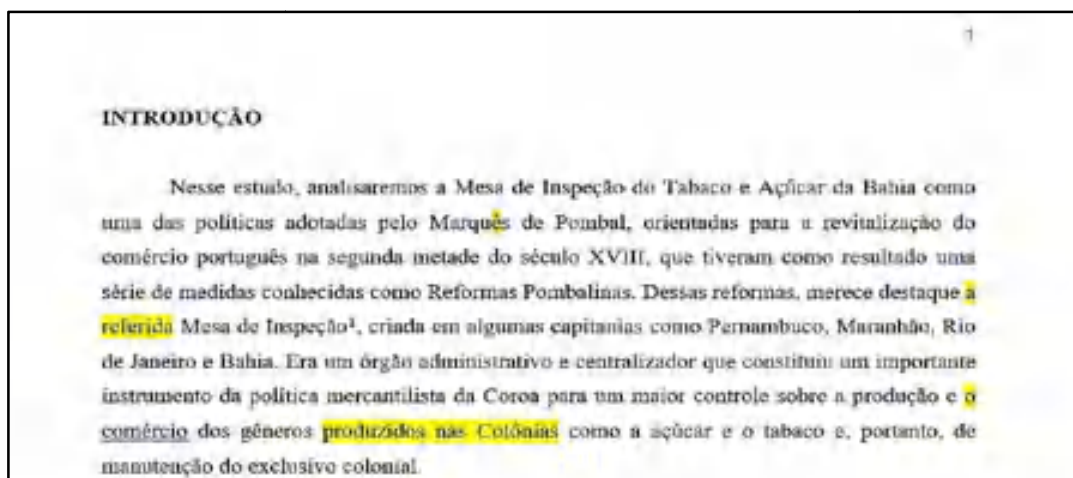 1
INTRODUÇÃO
Nesse estudo, analisaremos a Mesa de Inspeção do Tabaco e Açúcar da Bahia como
uma das políticas adotadas pelo Marquês de Pombal, orientadas para a revitalização do
comércio português na segunda metade do século XVIII, que tiveram como resultado uma
série de medidas conhecidas como Reformas Pombalinas. Dessas reformas, merece destaque a
referida Mesa de Inspeção¹, criada em algumas capitanias como Pernambuco, Maranhão, Rio
de Janeiro e Bahia. Era um órgão administrativo e centralizador que constituiu um importante
instrumento da política mercantilista da Coroa para um maior controle sobre a produção e o
comércio dos gêneros produzidos nas Colônias como a açúcar e o tabaco e, portanto, de
manutenção do exclusivo colonial.